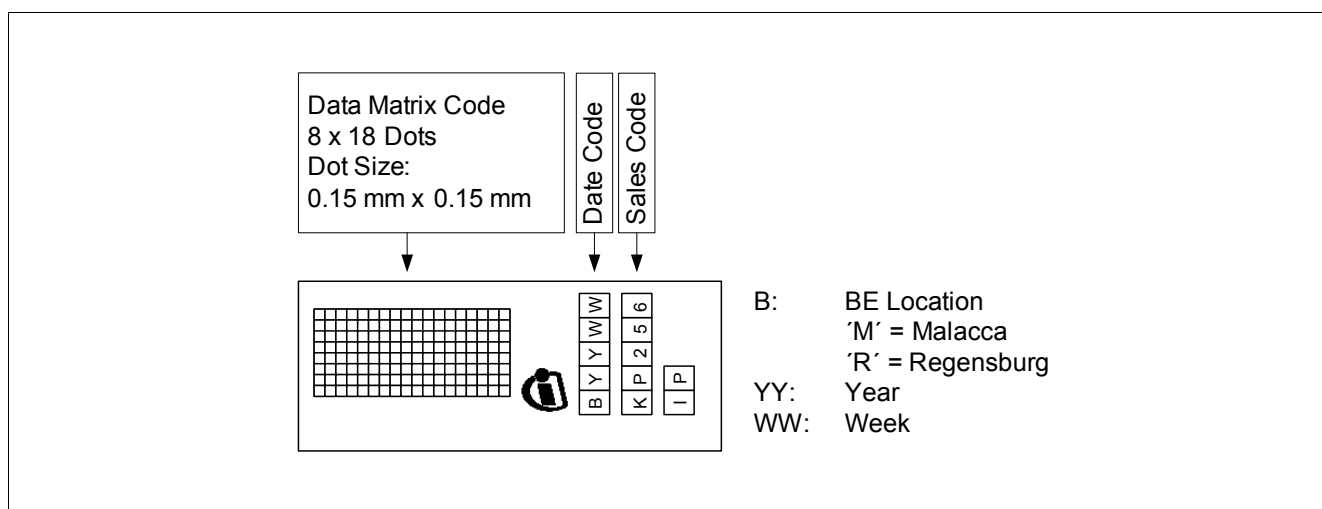 Data Matrix Code
8 x 18 Dots
Dot Size:
0.15 mm x 0.15 mm
Date Code
Sales Code
BYYWW
KP256
IP
B: BE Location
´M´ = Malacca
´R´ = Regensburg
YY: Year
WW: Week